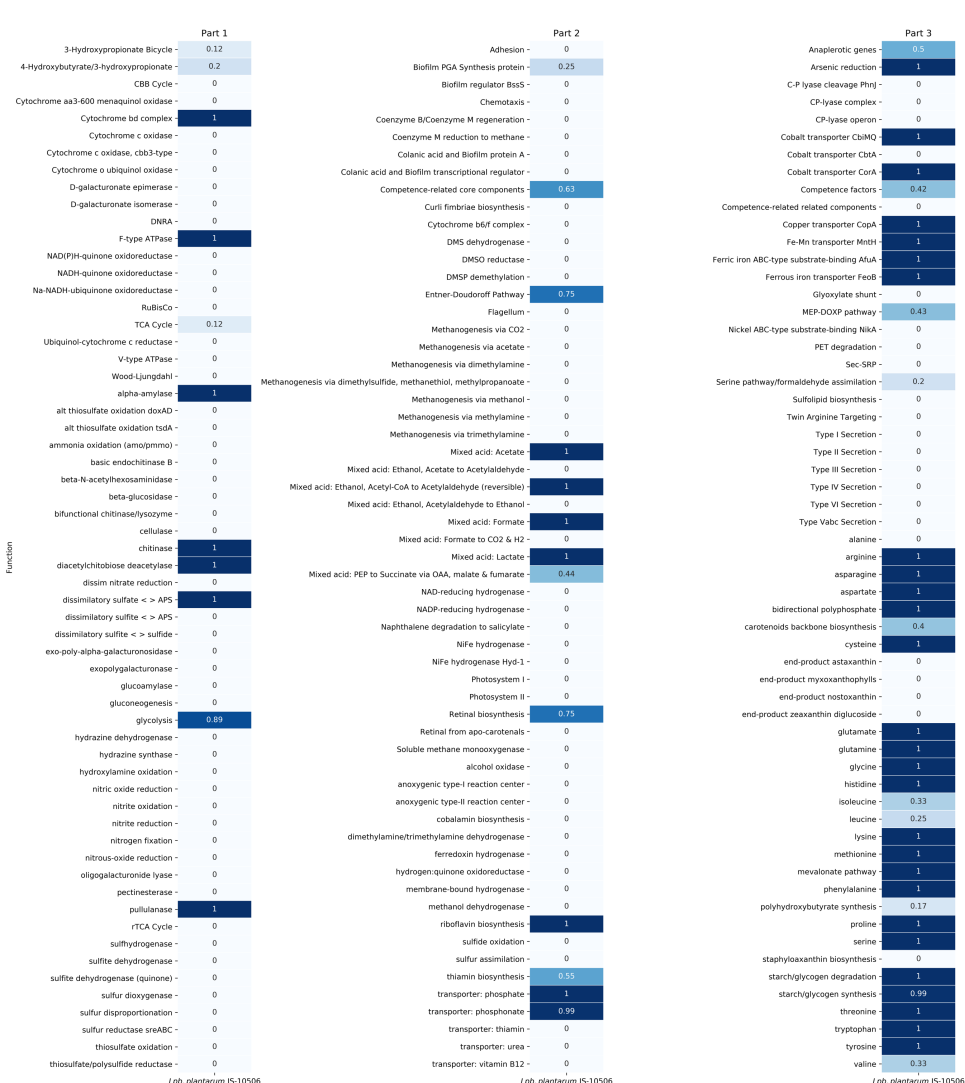 Part 1
3-Hydroxypropionate Bicycle 0.12
4-Hydroxybutyrate/3-hydroxypropionate 0.2
CBB Cycle 0
Cytochrome aa3-600 menaquinol oxidase 0
Cytochrome bd complex 1
Cytochrome c oxidase 0
Cytochrome c oxidase, cbb3-type 0
Cytochrome o ubiquinol oxidase 0
D-galacturonate epimerase 0
D-galacturonate isomerase 0
DNRA 0
F-type ATPase 1
NAD(P)H-quinone oxidoreductase 0
NADH-quinone oxidoreductase 0
Na-NADH-ubiquinone oxidoreductase 0
RuBisCo 0
TCA Cycle 0.12
Ubiquinol-cytochrome c reductase 0
V-type ATPase 0
Wood-Ljungdahl 0
alpha-amylase 1
alt thiosulfate oxidation doxAD 0
alt thiosulfate oxidation tsdA 0
ammonia oxidation (amo/pmmo) 0
basic endochitinase B 0
beta-N-acetylhexosaminidase 0
beta-glucosidase 0
bifunctional chitinase/lysozyme 0
cellulase 0
Function
chitinase 1
diacetylchitobiose deacetylase 1
dissim nitrate reduction 0
dissimilatory sulfate < > APS 1
dissimilatory sulfite < > APS 0
dissimilatory sulfite < > sulfide 0
exo-poly-alpha-galacturonosidase 0
exopolygalacturonase 0
glucoamylase 0
gluconeogenesis 0
glycolysis 0.89
hydrazine dehydrogenase 0
hydrazine synthase 0
hydroxylamine oxidation 0
nitric oxide reduction 0
nitrite oxidation 0
nitrite reduction 0
nitrogen fixation 0
nitrous-oxide reduction 0
oligogalacturonide lyase 0
pectinesterase 0
pullulanase 1
rTCA Cycle 0
sulfhydrogenase 0
sulfite dehydrogenase 0
sulfite dehydrogenase (quinone) 0
sulfur dioxygenase 0
sulfur disproportionation 0
sulfur reductase sreABC 0
thiosulfate oxidation 0
thiosulfate/polysulfide reductase 0
Lpb. plantarum IS-10506
Part 2
Adhesion 0
Biofilm PGA Synthesis protein 0.25
Biofilm regulator BssS 0
Chemotaxis 0
Coenzyme B/Coenzyme M regeneration 0
Coenzyme M reduction to methane 0
Colanic acid and Biofilm protein A 0
Colanic acid and Biofilm transcriptional regulator 0
Competence-related core components 0.63
Curli fimbriae biosynthesis 0
Cytochrome b6/f complex 0
DMS dehydrogenase 0
DMSO reductase 0
DMSP demethylation 0
Entner-Doudoroff Pathway 0.75
Flagellum 0
Methanogenesis via CO2 0
Methanogenesis via acetate 0
Methanogenesis via dimethylamine 0
Methanogenesis via dimethylsulfide, methanethiol, methylpropanoate 0
Methanogenesis via methanol 0
Methanogenesis via methylamine 0
Methanogenesis via trimethylamine 0
Mixed acid: Acetate 1
Mixed acid: Ethanol, Acetate to Acetylaldehyde 0
Mixed acid: Ethanol, Acetyl-CoA to Acetylaldehyde (reversible) 1
Mixed acid: Ethanol, Acetylaldehyde to Ethanol 0
Mixed acid: Formate 1
Mixed acid: Formate to CO2 & H2 0
Mixed acid: Lactate 1
Mixed acid: PEP to Succinate via OAA, malate & fumarate 0.44
NAD-reducing hydrogenase 0
NADP-reducing hydrogenase 0
Naphthalene degradation to salicylate 0
NiFe hydrogenase 0
NiFe hydrogenase Hyd-1 0
Photosystem I 0
Photosystem II 0
Retinal biosynthesis 0.75
Retinal from apo-carotenals 0
Soluble methane monooxygenase 0
alcohol oxidase 0
anoxygenic type-I reaction center 0
anoxygenic type-II reaction center 0
cobalamin biosynthesis 0
dimethylamine/trimethylamine dehydrogenase 0
ferredoxin hydrogenase 0
hydrogen:quinone oxidoreductase 0
membrane-bound hydrogenase 0
methanol dehydrogenase 0
riboflavin biosynthesis 1
sulfide oxidation 0
sulfur assimilation 0
thiamin biosynthesis 0.55
transporter: phosphate 1
transporter: phosphonate 0.99
transporter: thiamin 0
transporter: urea 0
transporter: vitamin B12 0
Lpb. plantarum IS-10506
Part 3
Anaplerotic genes 0.5
Arsenic reduction 1
C-P lyase cleavage PhnJ 0
CP-lyase complex 0
CP-lyase operon 0
Cobalt transporter CbiMQ 1
Cobalt transporter CbtA 0
Cobalt transporter CorA 1
Competence factors 0.42
Competence-related related components 0
Copper transporter CopA 1
Fe-Mn transporter MntH 1
Ferric iron ABC-type substrate-binding AfuA 1
Ferrous iron transporter FeoB 1
Glyoxylate shunt 0
MEP-DOXP pathway 0.43
Nickel ABC-type substrate-binding NikA 0
PET degradation 0
Sec-SRP 0
Serine pathway/formaldehyde assimilation 0.2
Sulfolipid biosynthesis 0
Twin Arginine Targeting 0
Type I Secretion 0
Type II Secretion 0
Type III Secretion 0
Type IV Secretion 0
Type VI Secretion 0
Type Vabc Secretion 0
alanine 0
arginine 1
asparagine 1
aspartate 1
bidirectional polyphosphate 1
carotenoids backbone biosynthesis 0.4
cysteine 1
end-product astaxanthin 0
end-product myxoxanthophylls 0
end-product nostoxanthin 0
end-product zeaxanthin diglucoside 0
glutamate 1
glutamine 1
glycine 1
histidine 1
isoleucine 0.33
leucine 0.25
lysine 1
methionine 1
mevalonate pathway 1
phenylalanine 1
polyhydroxybutyrate synthesis 0.17
proline 1
serine 1
staphyloaxanthin biosynthesis 0
starch/glycogen degradation 1
starch/glycogen synthesis 0.99
threonine 1
tryptophan 1
tyrosine 1
valine 0.33
Lpb. plantarum IS-10506